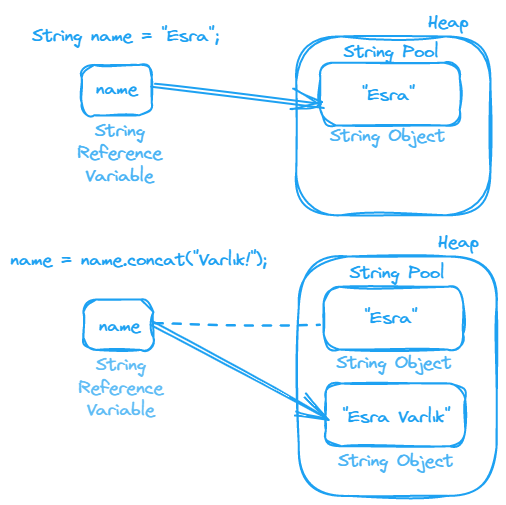 Heap
String name = "Esra";
String Pool
name
"Esra"
String
Reference
Variable
String Object
Heap
name = name.concat("Varlık!");
String Pool
"Esra"
name
String Object
String
Reference
Variable
"Esra Varlık"
String Object